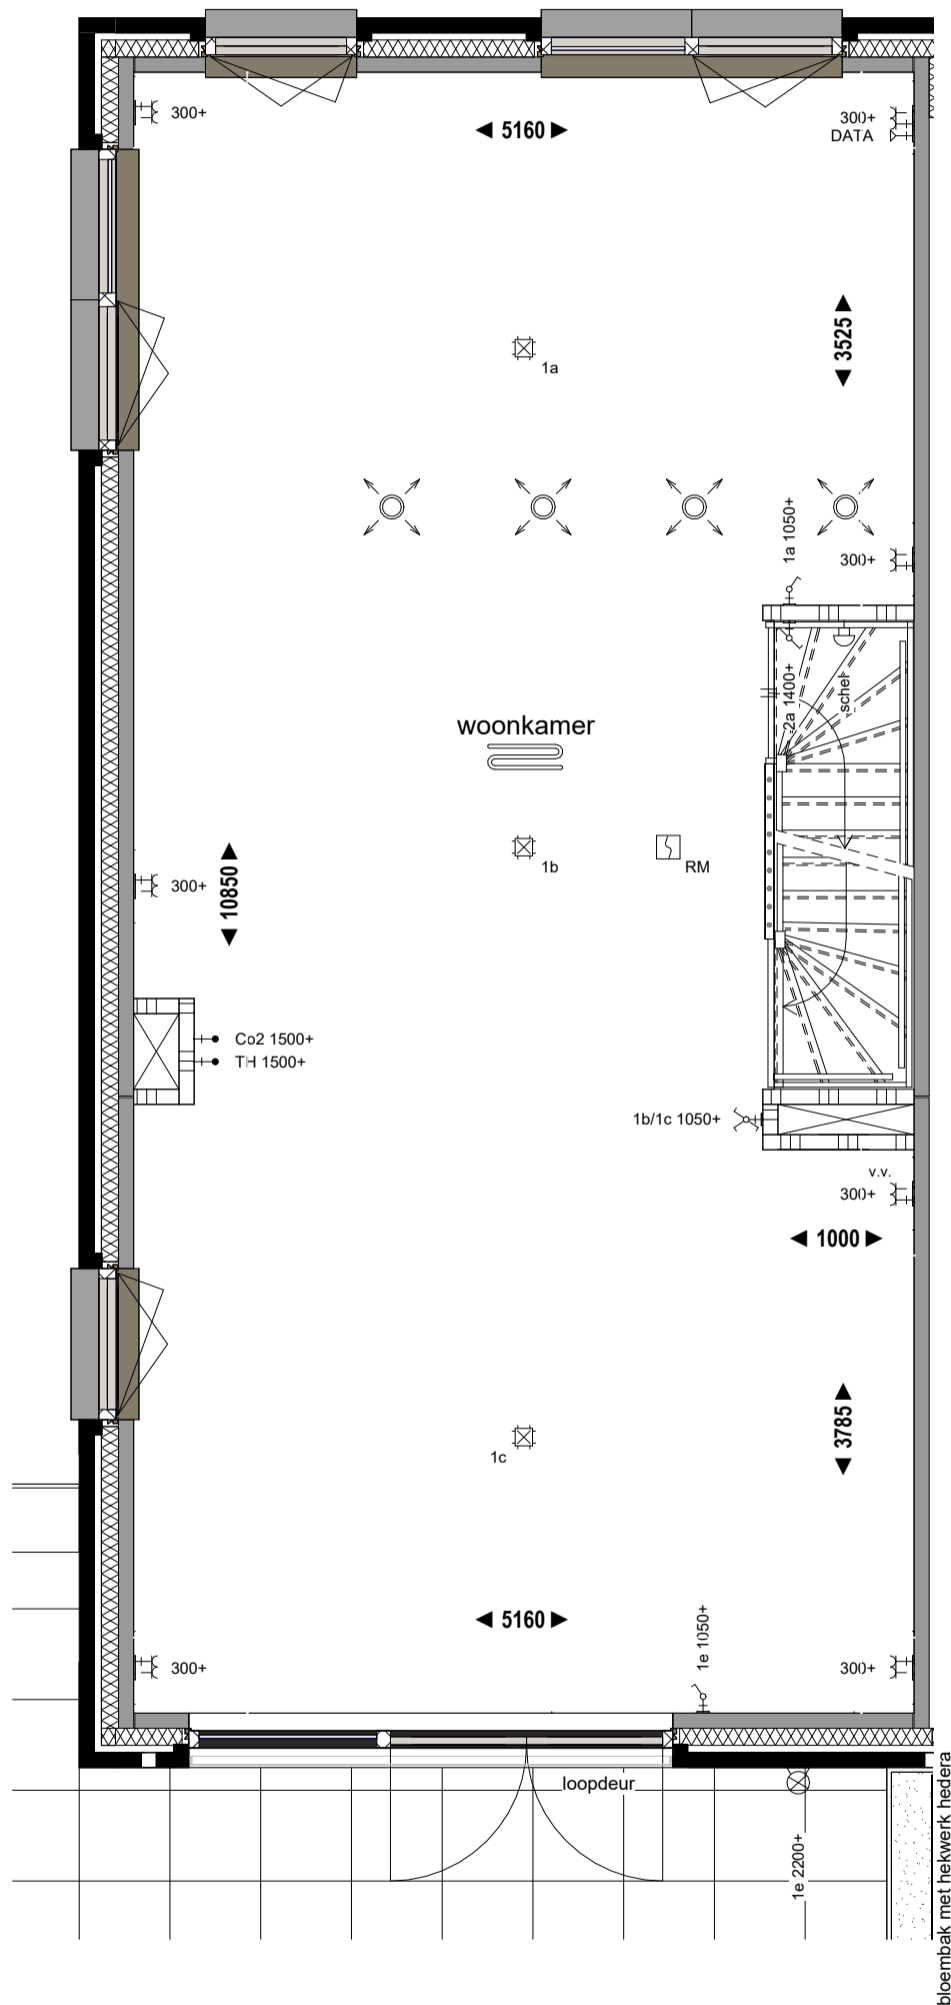 300+
5160
300+
DATA
3525
1a
1a 1050+
300+
2a 1400+
schel
woonkamer
1b
RM
300+
10850
Co2 1500+
TH 1500+
1b/1c 1050+
v.v.
300+
1000
3785
1c
5160
1e 1050+
300+
300+
loopdeur
1e 2200+
bloembak met hekwerk hedera